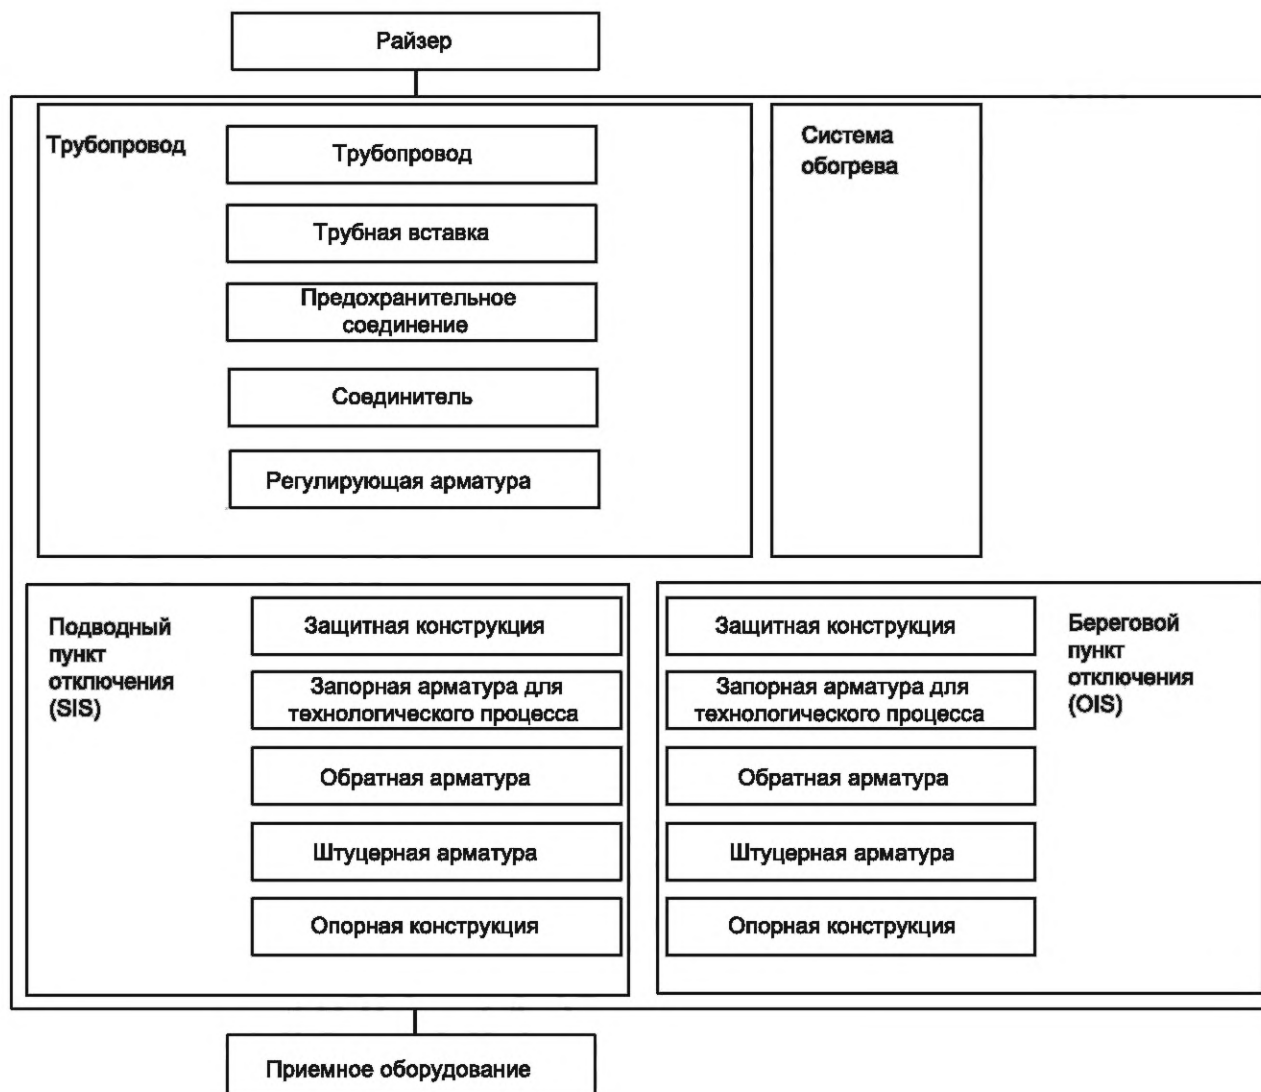 Райзер
Трубопровод
Трубопровод
Трубная вставка
Предохранительное
соединение
Соединитель
Регулирующая арматура
Система
обогрева
Подводный
пункт
отключения
(SIS)
Защитная конструкция
Запорная арматура для
технологического процесса
Обратная арматура
Штуцерная арматура
Опорная конструкция
Защитная конструкция
Запорная арматура для
технологического процесса
Обратная арматура
Штуцерная арматура
Опорная конструкция
Береговой
пункт
отключения
(OIS)
Приемное оборудование